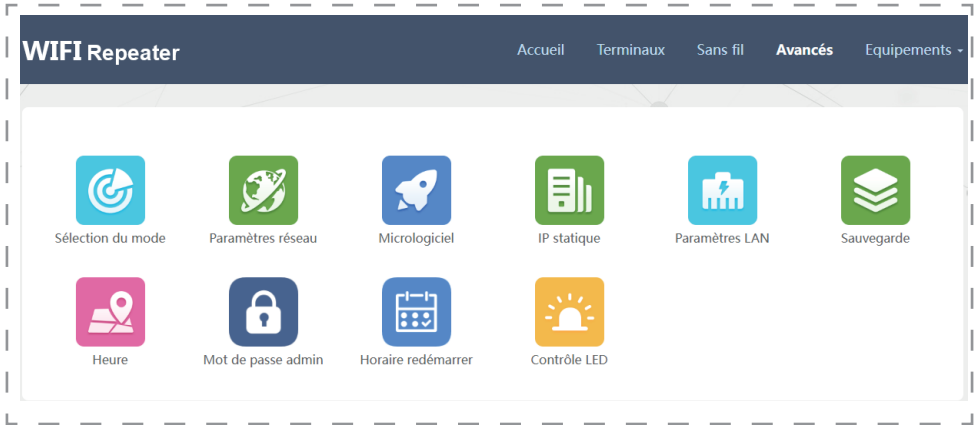 WIFI Repeater Accueil Terminaux Sans fil Avancés Equipements
Sélection du mode Paramètres réseau Micrologiciel IP statique Paramètres LAN Sauvegarde
Heure Mot de passe admin Horaire redémarrer Contrôle LED